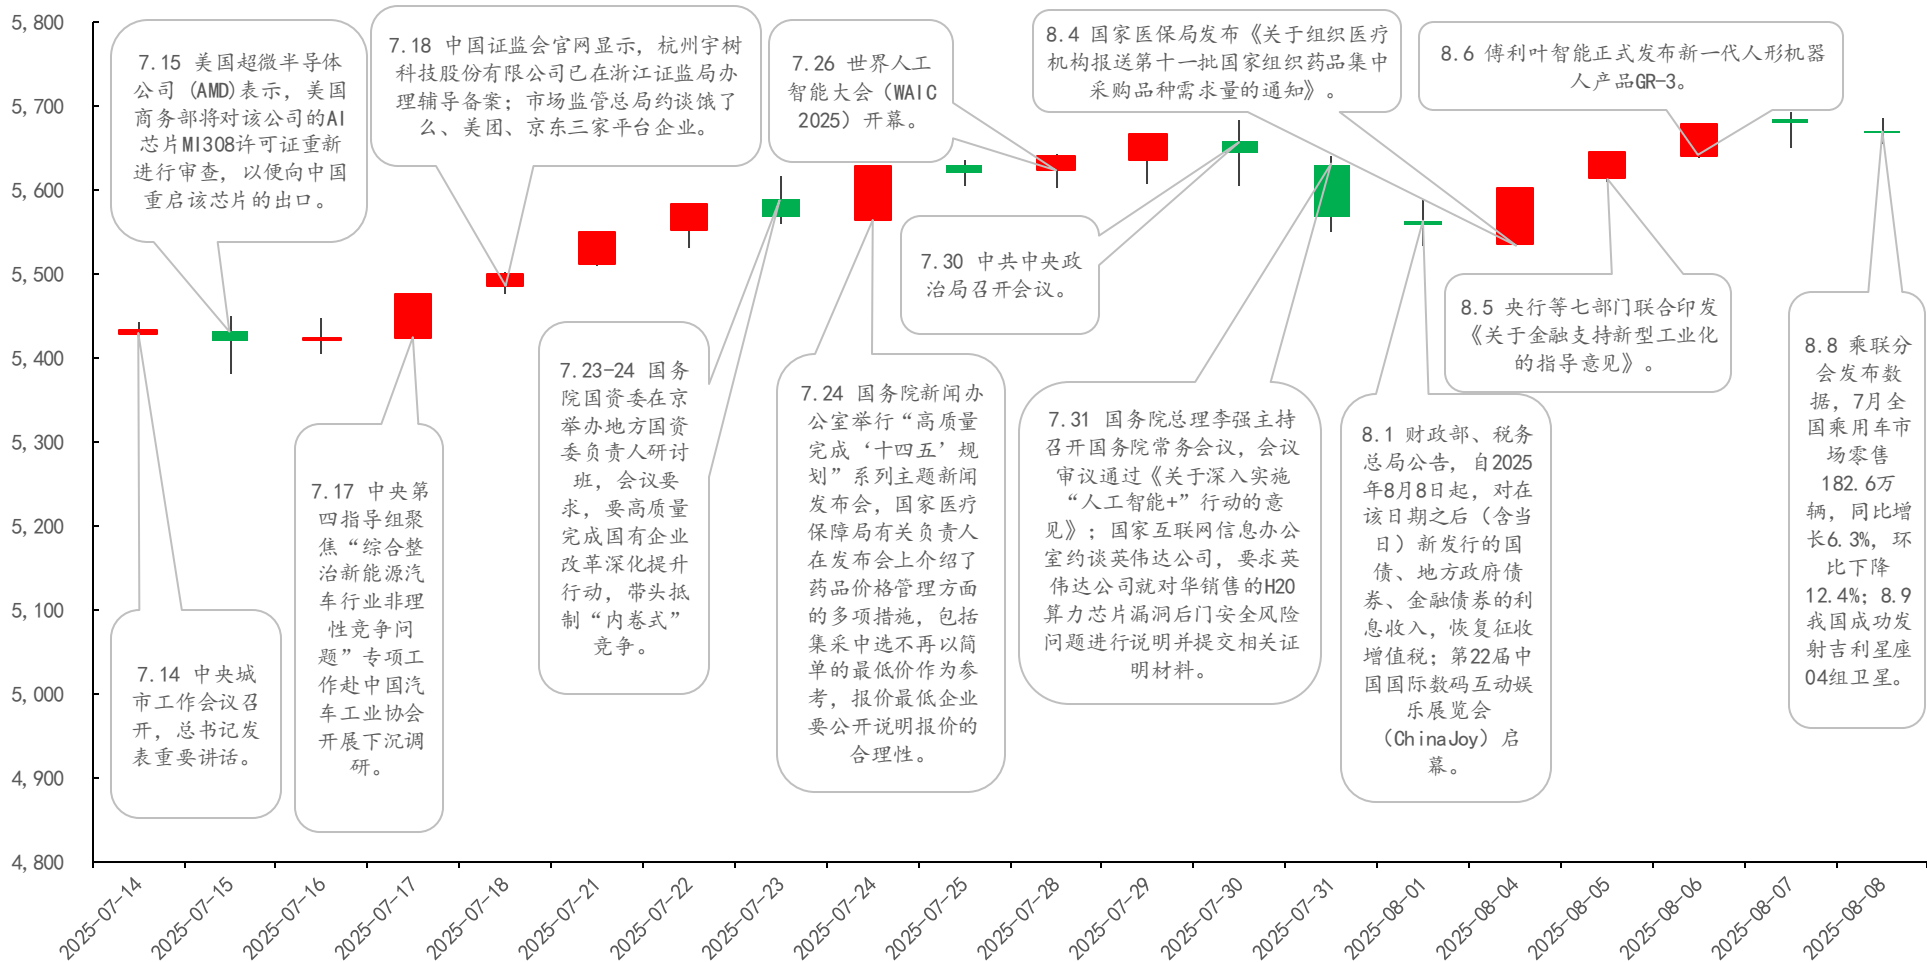 5,800
5,700
5,600
5,500
5,400
5,300
5,200
5,100
5,000
4,900
4,800
7.15 美国超微半导体
公司 (AMD)表示，美国
商务部将对该公司的AI
芯片MI308许可证重新
进行审查，以便向中国
重启该芯片的出口。
7.18 中国证监会官网显示，杭州宇树
科技股份有限公司已在浙江证监局办
理辅导备案；市场监管总局约谈饿了
么、美团、京东三家平台企业。
7.26 世界人工
智能大会（WAIC
2025）开幕。
8.4 国家医保局发布《关于组织医疗
机构报送第十一批国家组织药品集中
采购品种需求量的通知》。
8.6 傅利叶智能正式发布新一代人形机器
人产品GR-3。
7.30 中共中央政
治局召开会议。
8.5 央行等七部门联合印发
《关于金融支持新型工业化
的指导意见》。
7.14 中央城
市工作会议召
开，总书记发
表重要讲话。
7.17 中央第
四指导组聚
焦“综合整
治新能源汽
车行业非理
性竞争问
题”专项工
作赴中国汽
车工业协会
开展下沉调
研。
7.23-24 国务
院国资委在京
举办地方国资
委负责人研讨
班，会议要
求，要高质量
完成国有企业
改革深化提升
行动，带头抵
制“内卷式”
竞争。
7.24 国务院新闻办
公室举行“高质量
完成‘十四五’规
划”系列主题新闻
发布会，国家医疗
保障局有关负责人
在发布会上介绍了
药品价格管理方面
的多项措施，包括
集采中选不再以简
单的最低价作为参
考，报价最低企业
要公开说明报价的
合理性。
7.31 国务院总理李强主持
召开国务院常务会议，会议
审议通过《关于深入实施
“人工智能+”行动的意
见》；国家互联网信息办公
室约谈英伟达公司，要求英
伟达公司就对华销售的H20
算力芯片漏洞后门安全风险
问题进行说明并提交相关证
明材料。
8.1 财政部、税务
总局公告，自2025
年8月8日起，对在
该日期之后（含当
日）新发行的国
债、地方政府债
券、金融债券的利
息收入，恢复征收
增值税；第22届中
国国际数码互动娱
乐展览会
（ChinaJoy）启
幕。
8.8 乘联分
会发布数
据，7月全
国乘用车市
场零售
182.6万
辆，同比增
长6.3%，环
比下降
12.4%；8.9
我国成功发
射吉利星座
04组卫星。
2025-07-14
2025-07-15
2025-07-16
2025-07-17
2025-07-18
2025-07-21
2025-07-22
2025-07-23
2025-07-24
2025-07-25
2025-07-28
2025-07-29
2025-07-30
2025-07-31
2025-08-01
2025-08-04
2025-08-05
2025-08-06
2025-08-07
2025-08-08